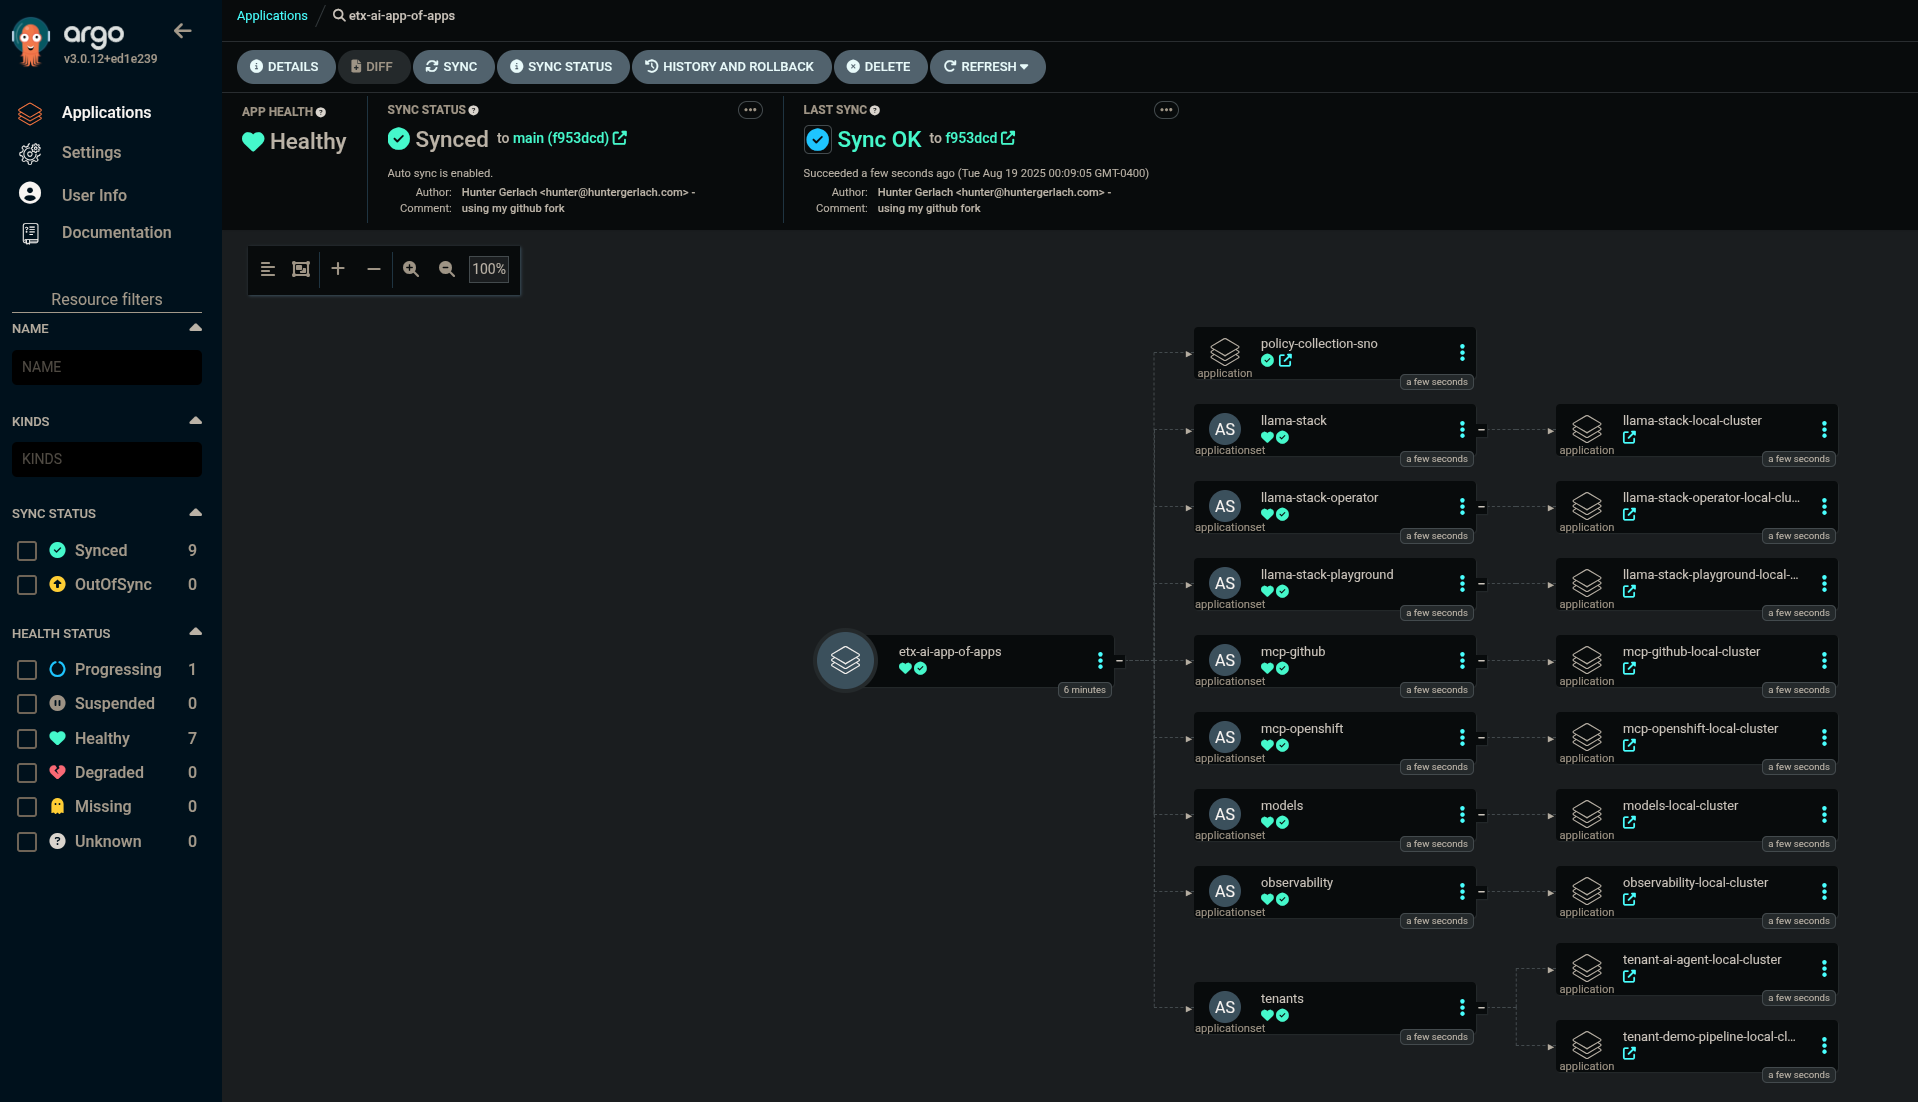 argo
v3.0.12+ed1e239
Applications
Settings
User Info
Documentation
Resource filters
NAME
NAME
KINDS
KINDS
SYNC STATUS
Synced 9
OutOfSync 0
HEALTH STATUS
Progressing 1
Suspended 0
Healthy 7
Degraded 0
Missing 0
Unknown 0
Applications / etx-ai-app-of-apps
DETAILS DIFF SYNC SYNC STATUS HISTORY AND ROLLBACK DELETE REFRESH
APP HEALTH
Healthy
SYNC STATUS
Synced to main (f953dcd)
Auto sync is enabled.
Author: Hunter Gerlach <hunter@huntergerlach.com> -
Comment: using my github fork
LAST SYNC
Sync OK to f953dcd
Succeeded a few seconds ago (Tue Aug 19 2025 00:09:05 GMT-0400)
Author: Hunter Gerlach <hunter@huntergerlach.com> -
Comment: using my github fork
100%
etx-ai-app-of-apps
6 minutes
policy-collection-sno
application
a few seconds
AS
llama-stack
applicationset
a few seconds
llama-stack-local-cluster
application
a few seconds
AS
llama-stack-operator
applicationset
a few seconds
llama-stack-operator-local-clu...
application
a few seconds
AS
llama-stack-playground
applicationset
a few seconds
llama-stack-playground-local-...
application
a few seconds
AS
mcp-github
applicationset
a few seconds
mcp-github-local-cluster
application
a few seconds
AS
mcp-openshift
applicationset
a few seconds
mcp-openshift-local-cluster
application
a few seconds
AS
models
applicationset
a few seconds
models-local-cluster
application
a few seconds
AS
observability
applicationset
a few seconds
observability-local-cluster
application
a few seconds
AS
tenants
applicationset
a few seconds
tenant-ai-agent-local-cluster
application
a few seconds
tenant-demo-pipeline-local-cl...
application
a few seconds